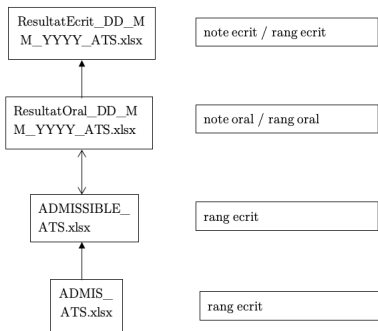 ResultatEcrit_DD_M
M_YYYY_ATS.xlsx
note ecrit / rang ecrit
ResultatOral_DD_M
M_YYYY_ATS.xlsx
note oral / rang oral
ADMISSIBLE_
ATS.xlsx
rang ecrit
ADMIS_
ATS.xlsx
rang ecrit